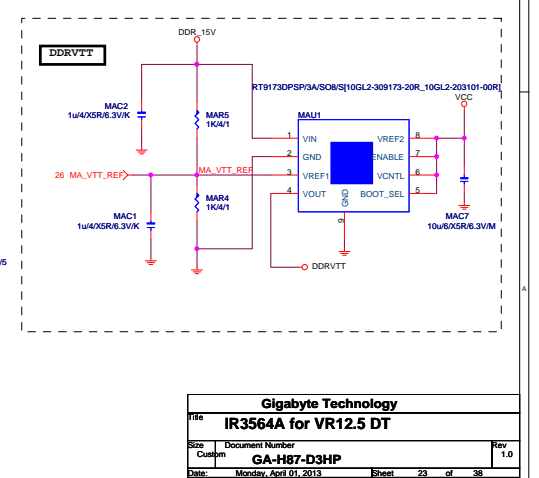 DDR_15V
DDRVTT
RT9173DPSP/3A/SO8/S[10GL2-309173-20R_10GL2-203101-00R]
VCC
MAC2
1u/4/X5R/6.3V/K
MAR5
1K/4/1
MAU1
1 VIN VREF2 8
2 GND ENABLE 7
26 MA_VTT_REF MA_VTT_REF 3 VREF1 VCNTL 6
4 VOUT BOOT_SEL 5
GND
9
MAR4
1K/4/1
MAC1
1u/4/X5R/6.3V/K
MAC7
10u/6/X5R/6.3V/M
DDRVTT
/5
A
Gigabyte Technology
Title
IR3564A for VR12.5 DT
Size Document Number Rev
Custom GA-H87-D3HP 1.0
Date: Monday, April 01, 2013 Sheet 23 of 38